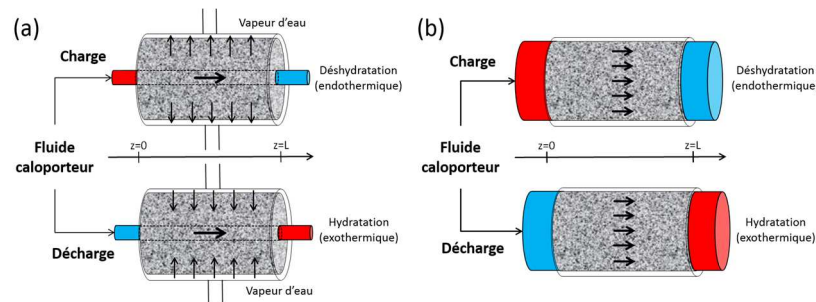 (a)
Vapeur d'eau
Charge
Déshydratation
(endothermique)
Fluide
caloporteur
z=0
z=L
Décharge
Hydratation
(exothermique)
Vapeur d'eau
(b)
Charge
Déshydratation
(endothermique)
Fluide
caloporteur
z=0
z=L
Décharge
Hydratation
(exothermique)